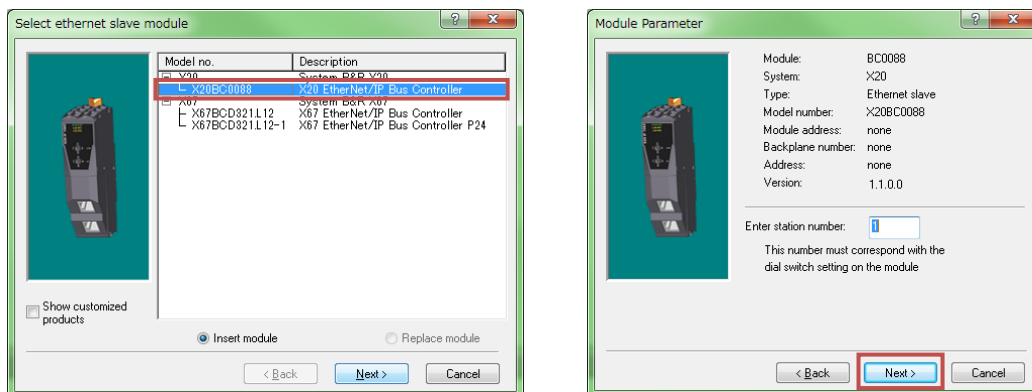 Select ethernet slave module
Model no. Description
X20 System B&R X20
X20BC0088 X20 EtherNet/IP Bus Controller
X67 System B&R X67
X67BCD321.L12 X67 EtherNet/IP Bus Controller
X67BCD321.L12-1 X67 EtherNet/IP Bus Controller P24
Show customized
products
Insert module Replace module
< Back Next > Cancel
Module Parameter
Module: BC0088
System: X20
Type: Ethernet slave
Model number: X20BC0088
Module address: none
Backplane number: none
Address: none
Version: 1.1.0.0
Enter station number: 1
This number must correspond with the
dial switch setting on the module
< Back Next > Cancel